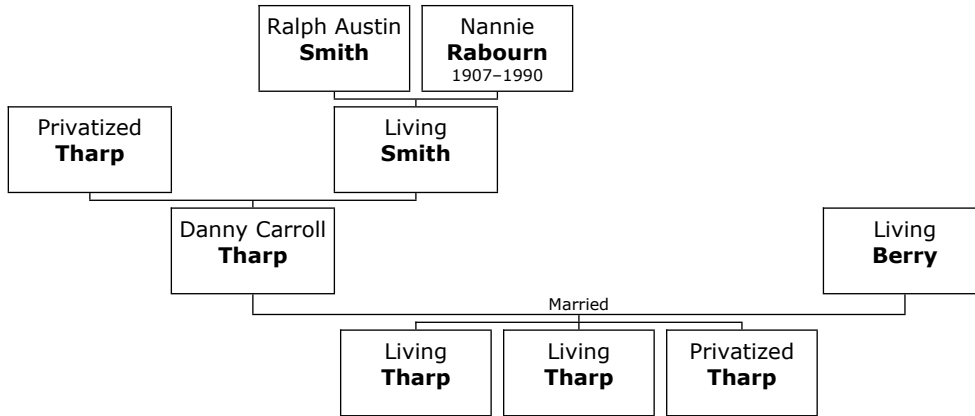 Ralph Austin
Smith
Nannie
Rabourn
1907–1990
Privatized
Tharp
Living
Smith
Danny Carroll
Tharp
Living
Berry
Married
Living
Tharp
Living
Tharp
Privatized
Tharp